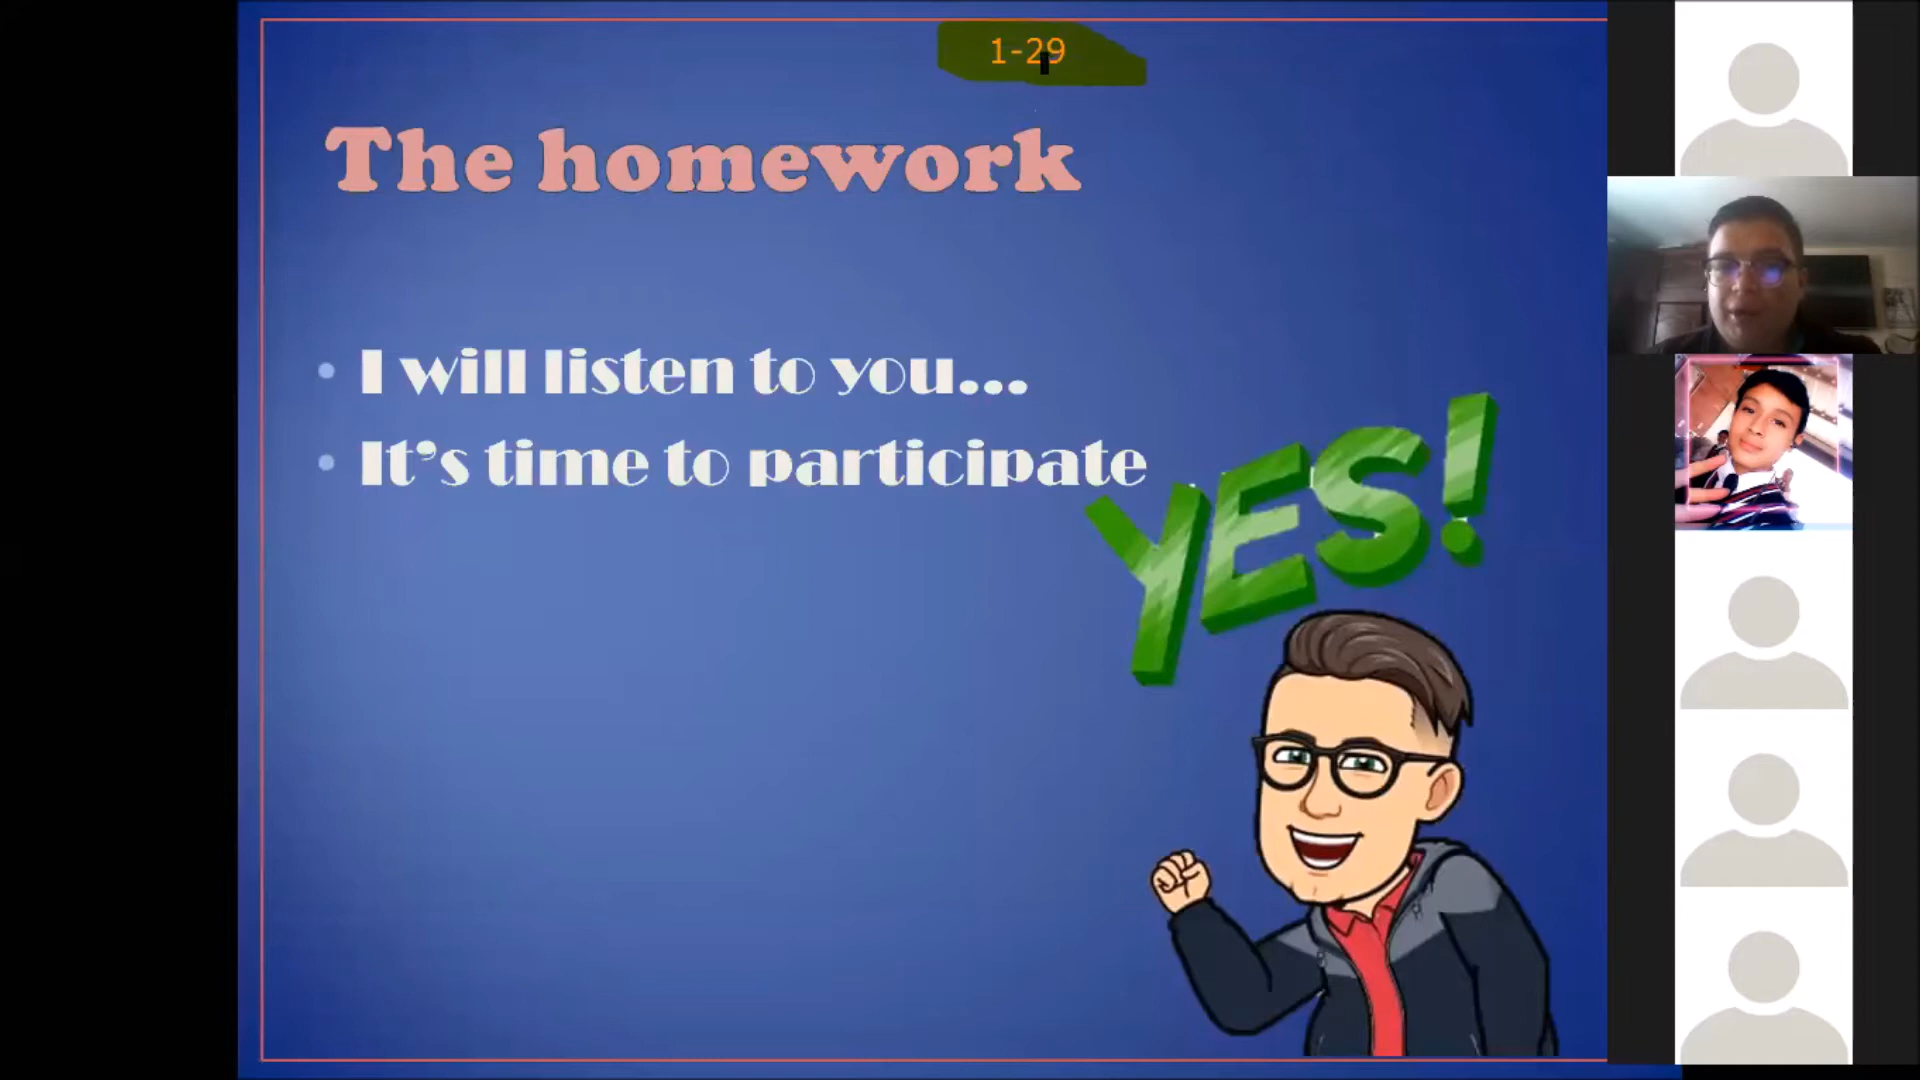 1-29
The homework
• I will listen to you...
• It's time to participate
YES!